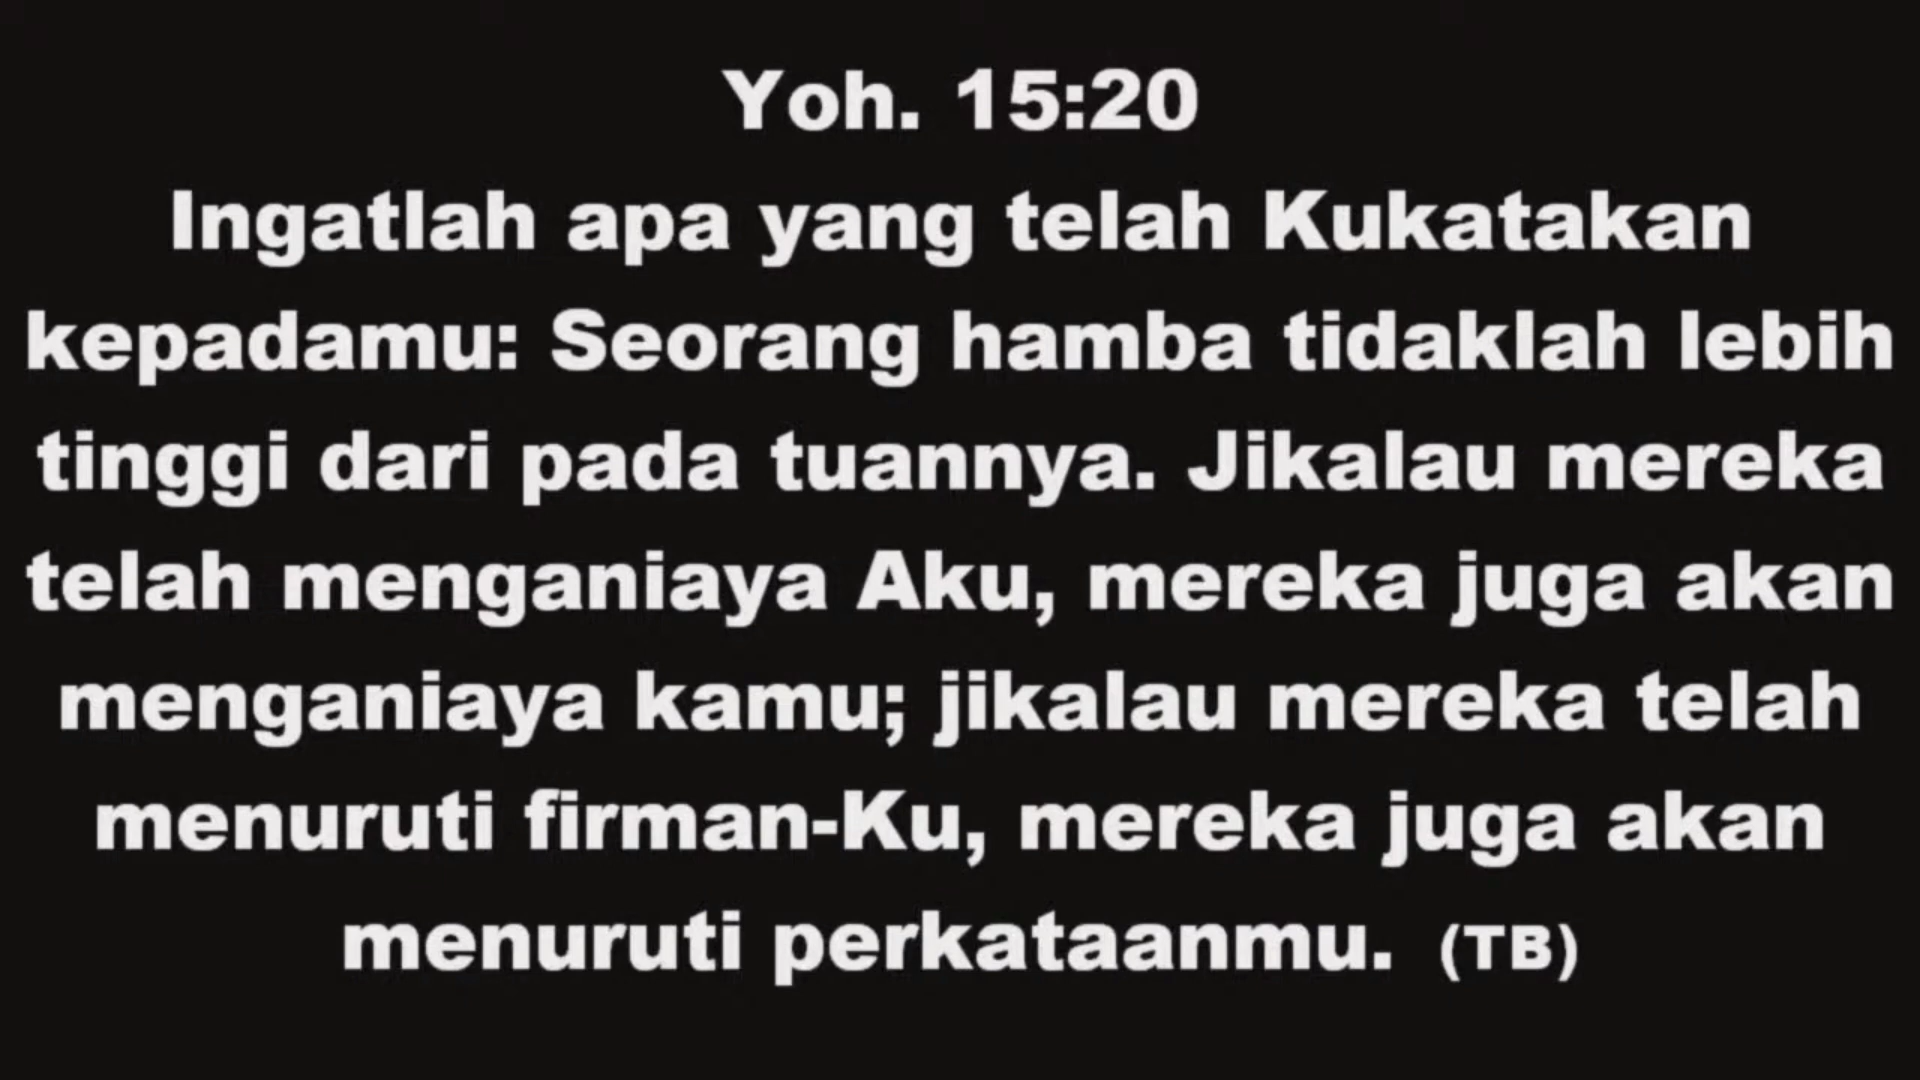 Yoh. 15:20
Ingatlah apa yang telah Kukatakan
kepadamu: Seorang hamba tidaklah lebih
tinggi dari pada tuannya. Jikalau mereka
telah menganiaya Aku, mereka juga akan
menganiaya kamu; jikalau mereka telah
menuruti firman-Ku, mereka juga akan
menuruti perkataanmu. (TB)